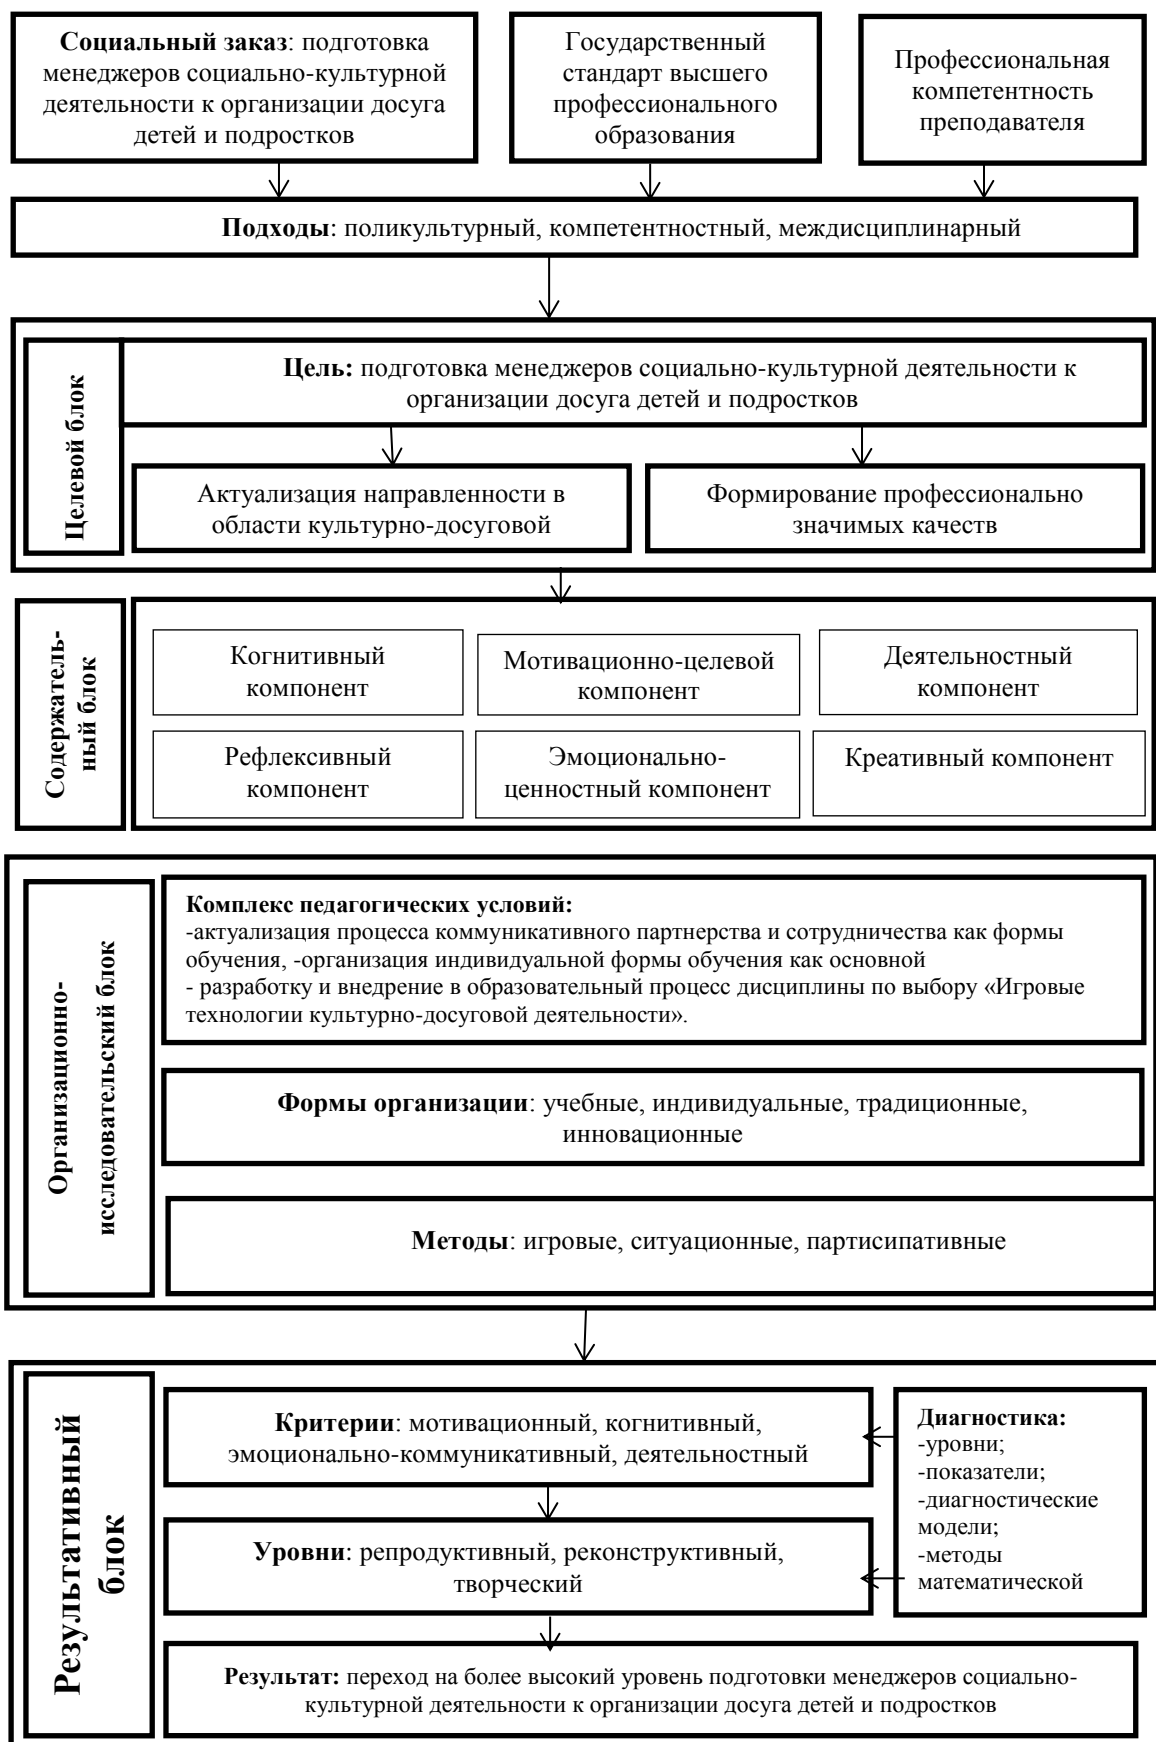 Социальный заказ: подготовка
менеджеров социально-культурной
деятельности к организации досуга
детей и подростков
Государственный
стандарт высшего
профессионального
образования
Профессиональная
компетентность
преподавателя
Подходы: поликультурный, компетентностный, междисциплинарный
Целевой блок
Цель: подготовка менеджеров социально-культурной деятельности к
организации досуга детей и подростков
Актуализация направленности в
области культурно-досуговой
Формирование профессионально
значимых качеств
Содержатель-
ный блок
Когнитивный
компонент
Мотивационно-целевой
компонент
Деятельностный
компонент
Рефлексивный
компонент
Эмоционально-
ценностный компонент
Креативный компонент
Организационно-
исследовательский блок
Комплекс педагогических условий:
-актуализация процесса коммуникативного партнерства и сотрудничества как формы
обучения, -организация индивидуальной формы обучения как основной
- разработку и внедрение в образовательный процесс дисциплины по выбору «Игровые
технологии культурно-досуговой деятельности».
Формы организации: учебные, индивидуальные, традиционные,
инновационные
Методы: игровые, ситуационные, партисипативные
Результативный
блок
Критерии: мотивационный, когнитивный,
эмоционально-коммуникативный, деятельностный
Диагностика:
-уровни;
-показатели;
-диагностические
модели;
-методы
математической
Уровни: репродуктивный, реконструктивный,
творческий
Результат: переход на более высокий уровень подготовки менеджеров социально-
культурной деятельности к организации досуга детей и подростков